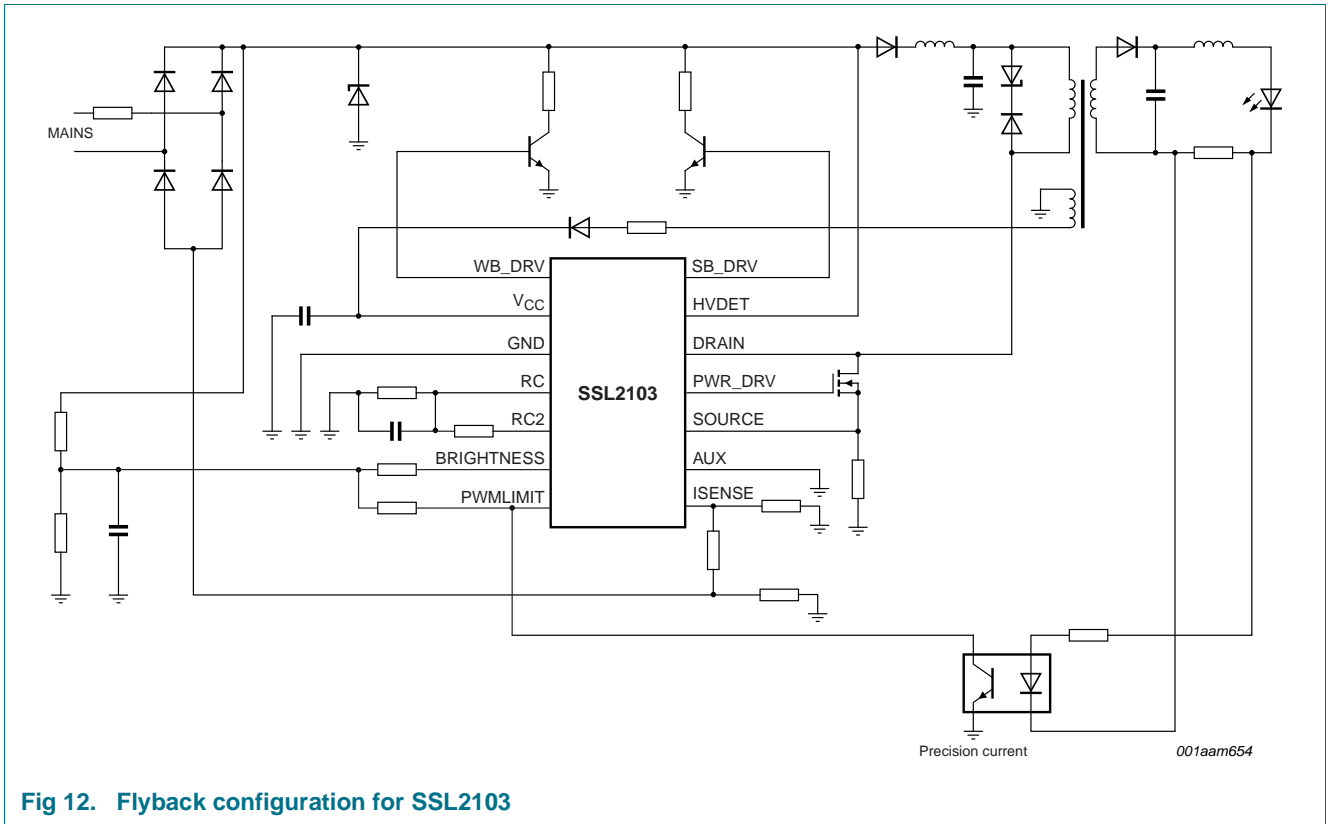 MAINS
WB_DRV
SB_DRV
VCC
HVDET
GND
DRAIN
RC
PWR_DRV
SSL2103
RC2
SOURCE
BRIGHTNESS
AUX
PWMLIMIT
ISENSE
Precision current
001aam654
Fig 12. Flyback configuration for SSL2103